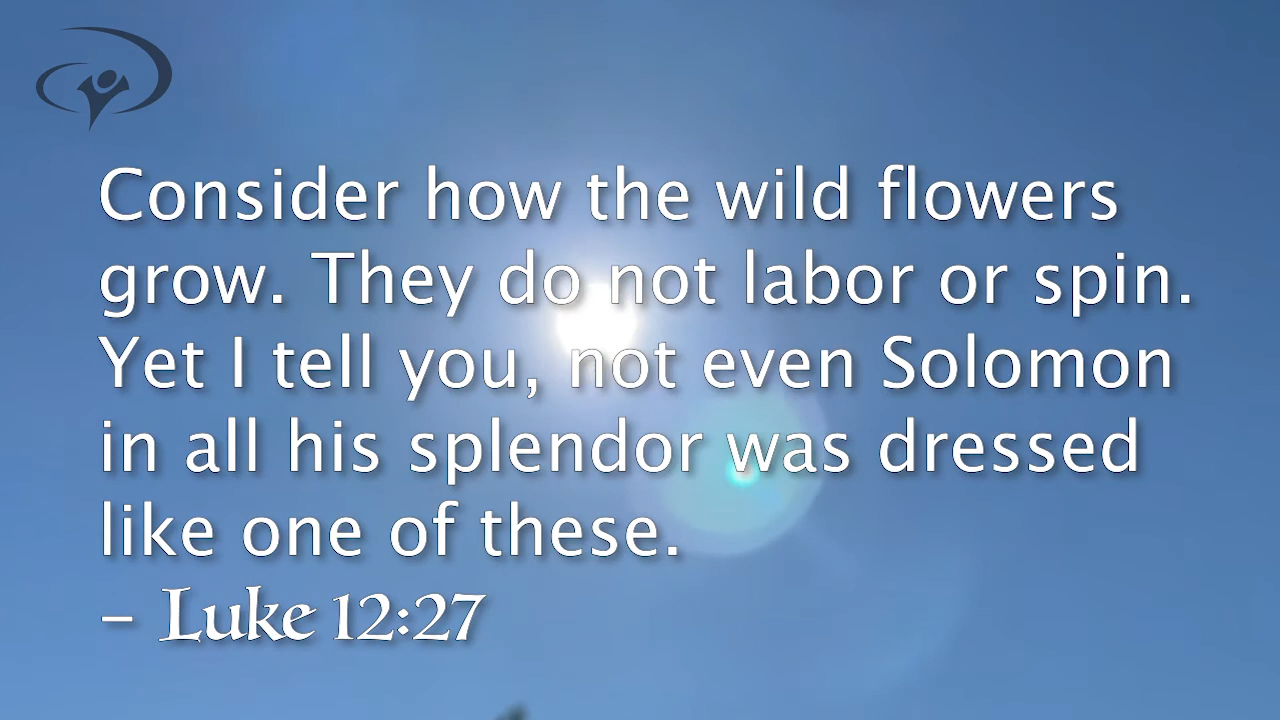 Consider how the wild flowers
grow. They do not labor or spin.
Yet I tell you, not even Solomon
in all his splendor was dressed
like one of these.
– Luke 12:27